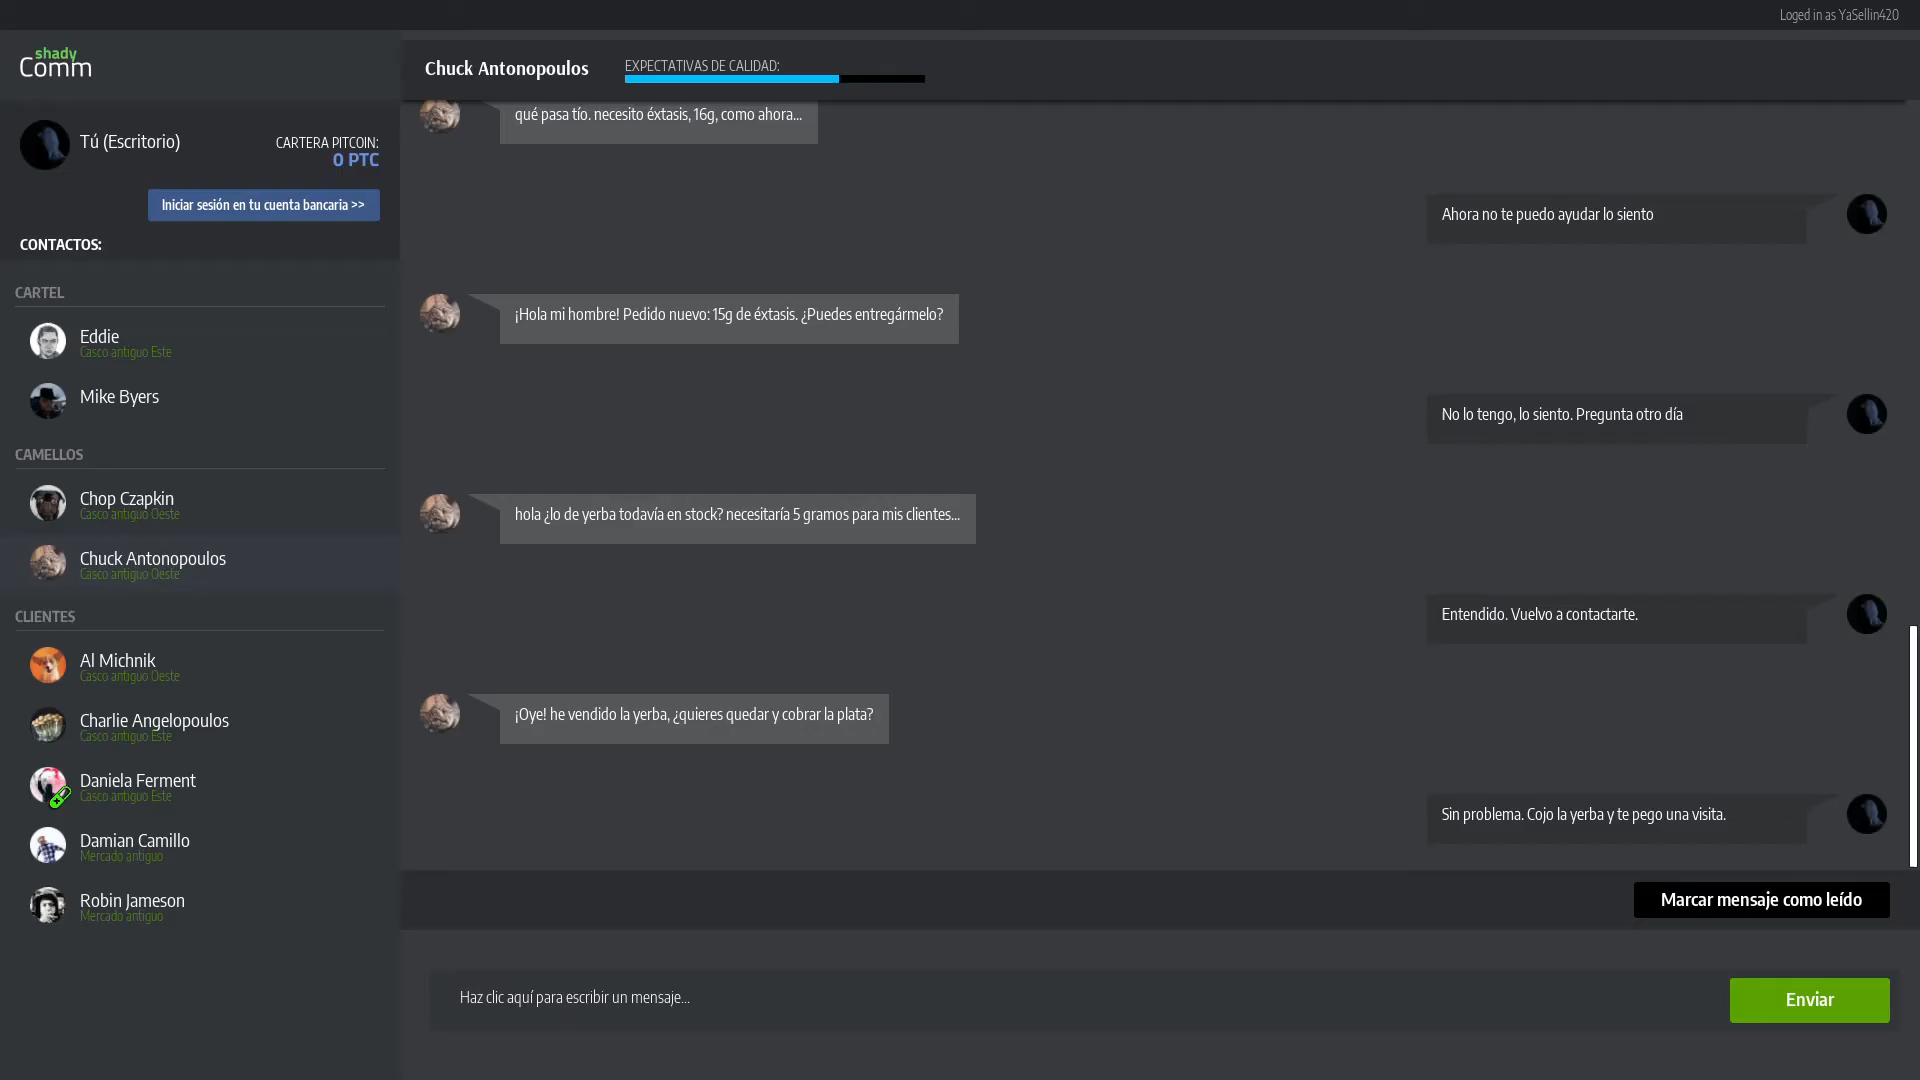 Loged in as YaSellin420
shady
Comm
Tú (Escritorio)
CARTERA PITCOIN:
0 PTC
Iniciar sesión en tu cuenta bancaria >>
CONTACTOS:
CARTEL
Eddie
Casco antiguo Este
Mike Byers
CAMELLOS
Chop Czapkin
Casco antiguo Oeste
Chuck Antonopoulos
Casco antiguo Oeste
CLIENTES
Al Michnik
Casco antiguo Oeste
Charlie Angelopoulos
Casco antiguo Este
Daniela Ferment
Casco antiguo Este
Damian Camillo
Mercado antiguo
Robin Jameson
Mercado antiguo
Chuck Antonopoulos
EXPECTATIVAS DE CALIDAD:
qué pasa tío. necesito éxtasis, 16g, como ahora...
Ahora no te puedo ayudar lo siento
¡Hola mi hombre! Pedido nuevo: 15g de éxtasis. ¿Puedes entregármelo?
No lo tengo, lo siento. Pregunta otro día
hola ¿lo de yerba todavía en stock? necesitaría 5 gramos para mis clientes...
Entendido. Vuelvo a contactarte.
¡Oye! he vendido la yerba, ¿quieres quedar y cobrar la plata?
Sin problema. Cojo la yerba y te pego una visita.
Marcar mensaje como leído
Haz clic aquí para escribir un mensaje...
Enviar